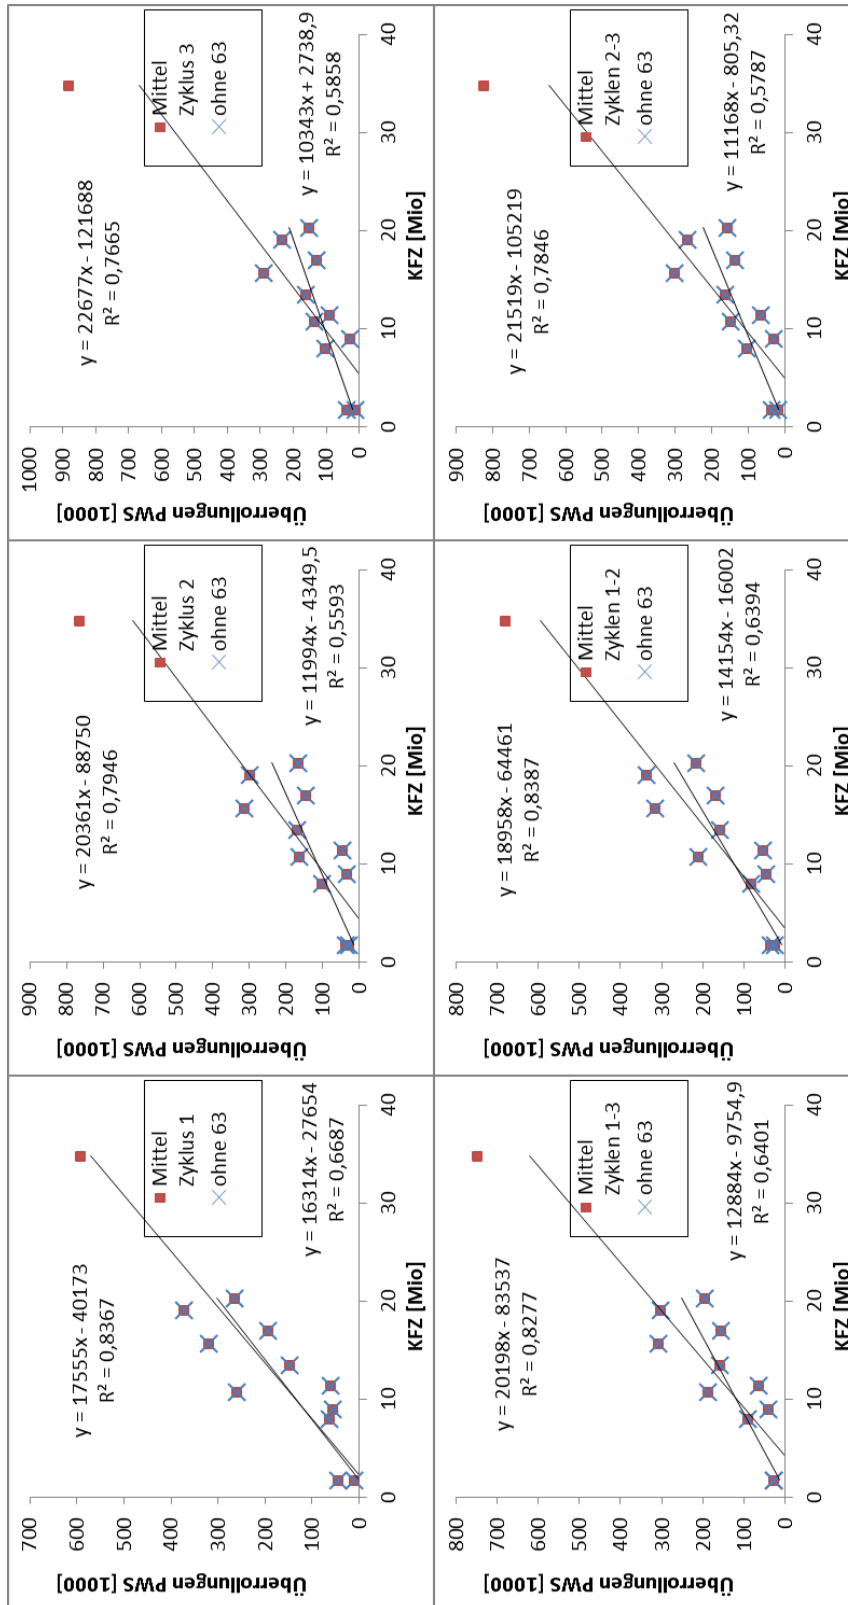 Überrollungen PWS [1000]
700
600
500
400
300
200
100
0
y = 17555x - 40173
R² = 0,8367
Mittel
Zyklus 1
ohne 63
y = 16314x - 27654
R² = 0,6687
0 10 20 30 40
KFZ [Mio]
Überrollungen PWS [1000]
900
800
700
600
500
400
300
200
100
0
y = 20361x - 88750
R² = 0,7946
Mittel
Zyklus 2
ohne 63
y = 11994x - 4349,5
R² = 0,5593
0 10 20 30 40
KFZ [Mio]
Überrollungen PWS [1000]
1000
900
800
700
600
500
400
300
200
100
0
y = 22677x - 121688
R² = 0,7665
Mittel
Zyklus 3
ohne 63
y = 10343x + 2738,9
R² = 0,5858
0 10 20 30 40
KFZ [Mio]
Überrollungen PWS [1000]
800
700
600
500
400
300
200
100
0
y = 20198x - 83537
R² = 0,8277
Mittel
Zyklen 1-3
ohne 63
y = 12884x - 9754,9
R² = 0,6401
0 10 20 30 40
KFZ [Mio]
Überrollungen PWS [1000]
800
700
600
500
400
300
200
100
0
y = 18958x - 64461
R² = 0,8387
Mittel
Zyklen 1-2
ohne 63
y = 14154x - 16002
R² = 0,6394
0 10 20 30 40
KFZ [Mio]
Überrollungen PWS [1000]
900
800
700
600
500
400
300
200
100
0
y = 21519x - 105219
R² = 0,7846
Mittel
Zyklen 2-3
ohne 63
y = 11168x - 805,32
R² = 0,5787
0 10 20 30 40
KFZ [Mio]